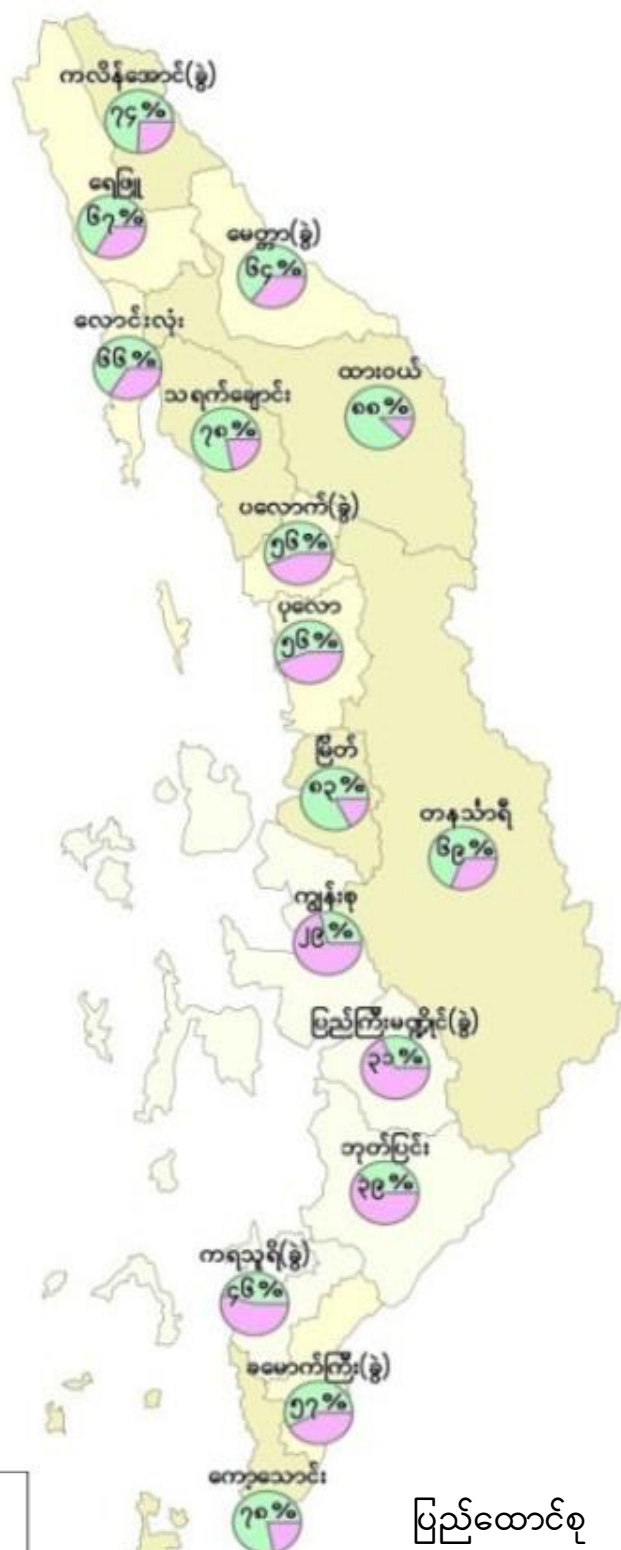 ကလိန်အောင်(ခွဲ)
၇၄%
ရေဖြူ
၆၇%
မေတ္တာ(ခွဲ)
၆၄%
လောင်းလုံး
၆၆%
သရက်ချောင်း
၇၈%
ထားဝယ်
၈၈%
ပလောက်(ခွဲ)
၅၆%
ပုလော
၅၆%
မြိတ်
၈၃%
တနင်္သာရီ
၆၉%
ကျွန်းစု
၂၉%
ပြည်ကြီးမဏ္ဍိုင်(ခွဲ)
၃၁%
ဘုတ်ပြင်း
၃၉%
ကရသူရိ(ခွဲ)
၄၆%
ခမောက်ကြီး(ခွဲ)
၅၇%
ကော့သောင်း
၇၈%
ပြည်ထောင်စု